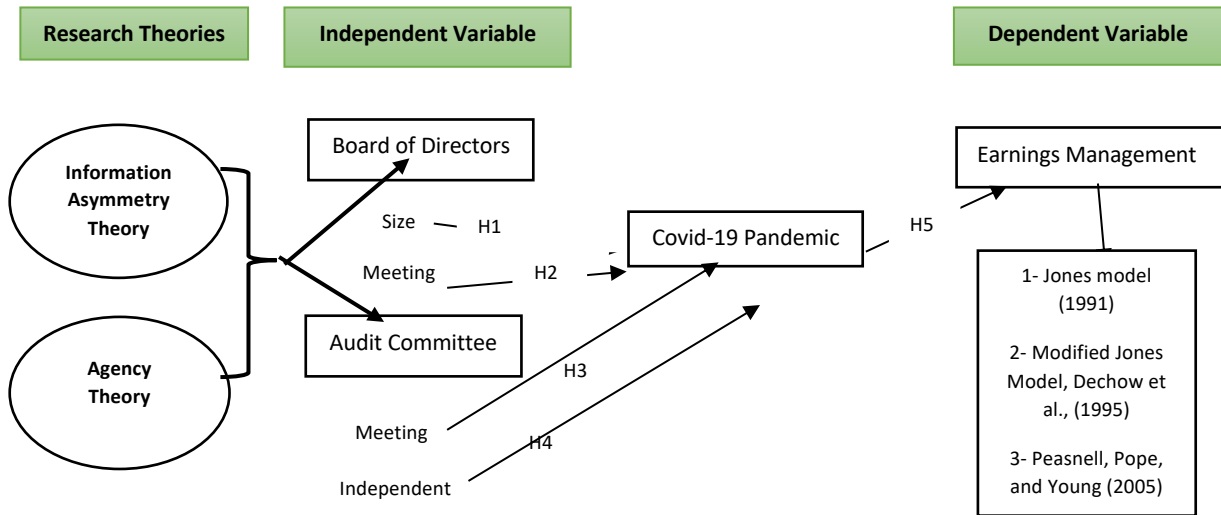 Research Theories
Independent Variable
Dependent Variable
Information
Asymmetry
Theory
Agency
Theory
Board of Directors
Size
H1
Meeting
H2
Audit Committee
Meeting
H3
Independent
H4
Covid-19 Pandemic
H5
Earnings Management
1- Jones model
(1991)
2- Modified Jones
Model, Dechow et
al., (1995)
3- Peasnell, Pope,
and Young (2005)